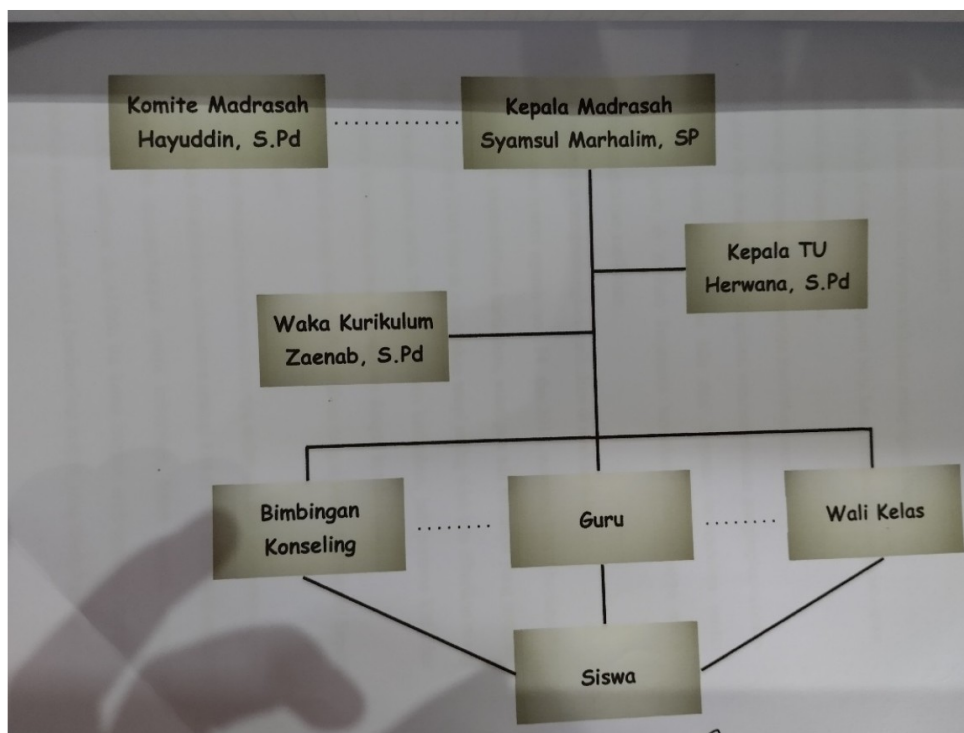 Komite Madrasah
Hayuddin, S.Pd
Kepala Madrasah
Syamsul Marhalim, SP
Kepala TU
Herwana, S.Pd
Waka Kurikulum
Zaenab, S.Pd
Bimbingan
Konseling
Guru
Wali Kelas
Siswa